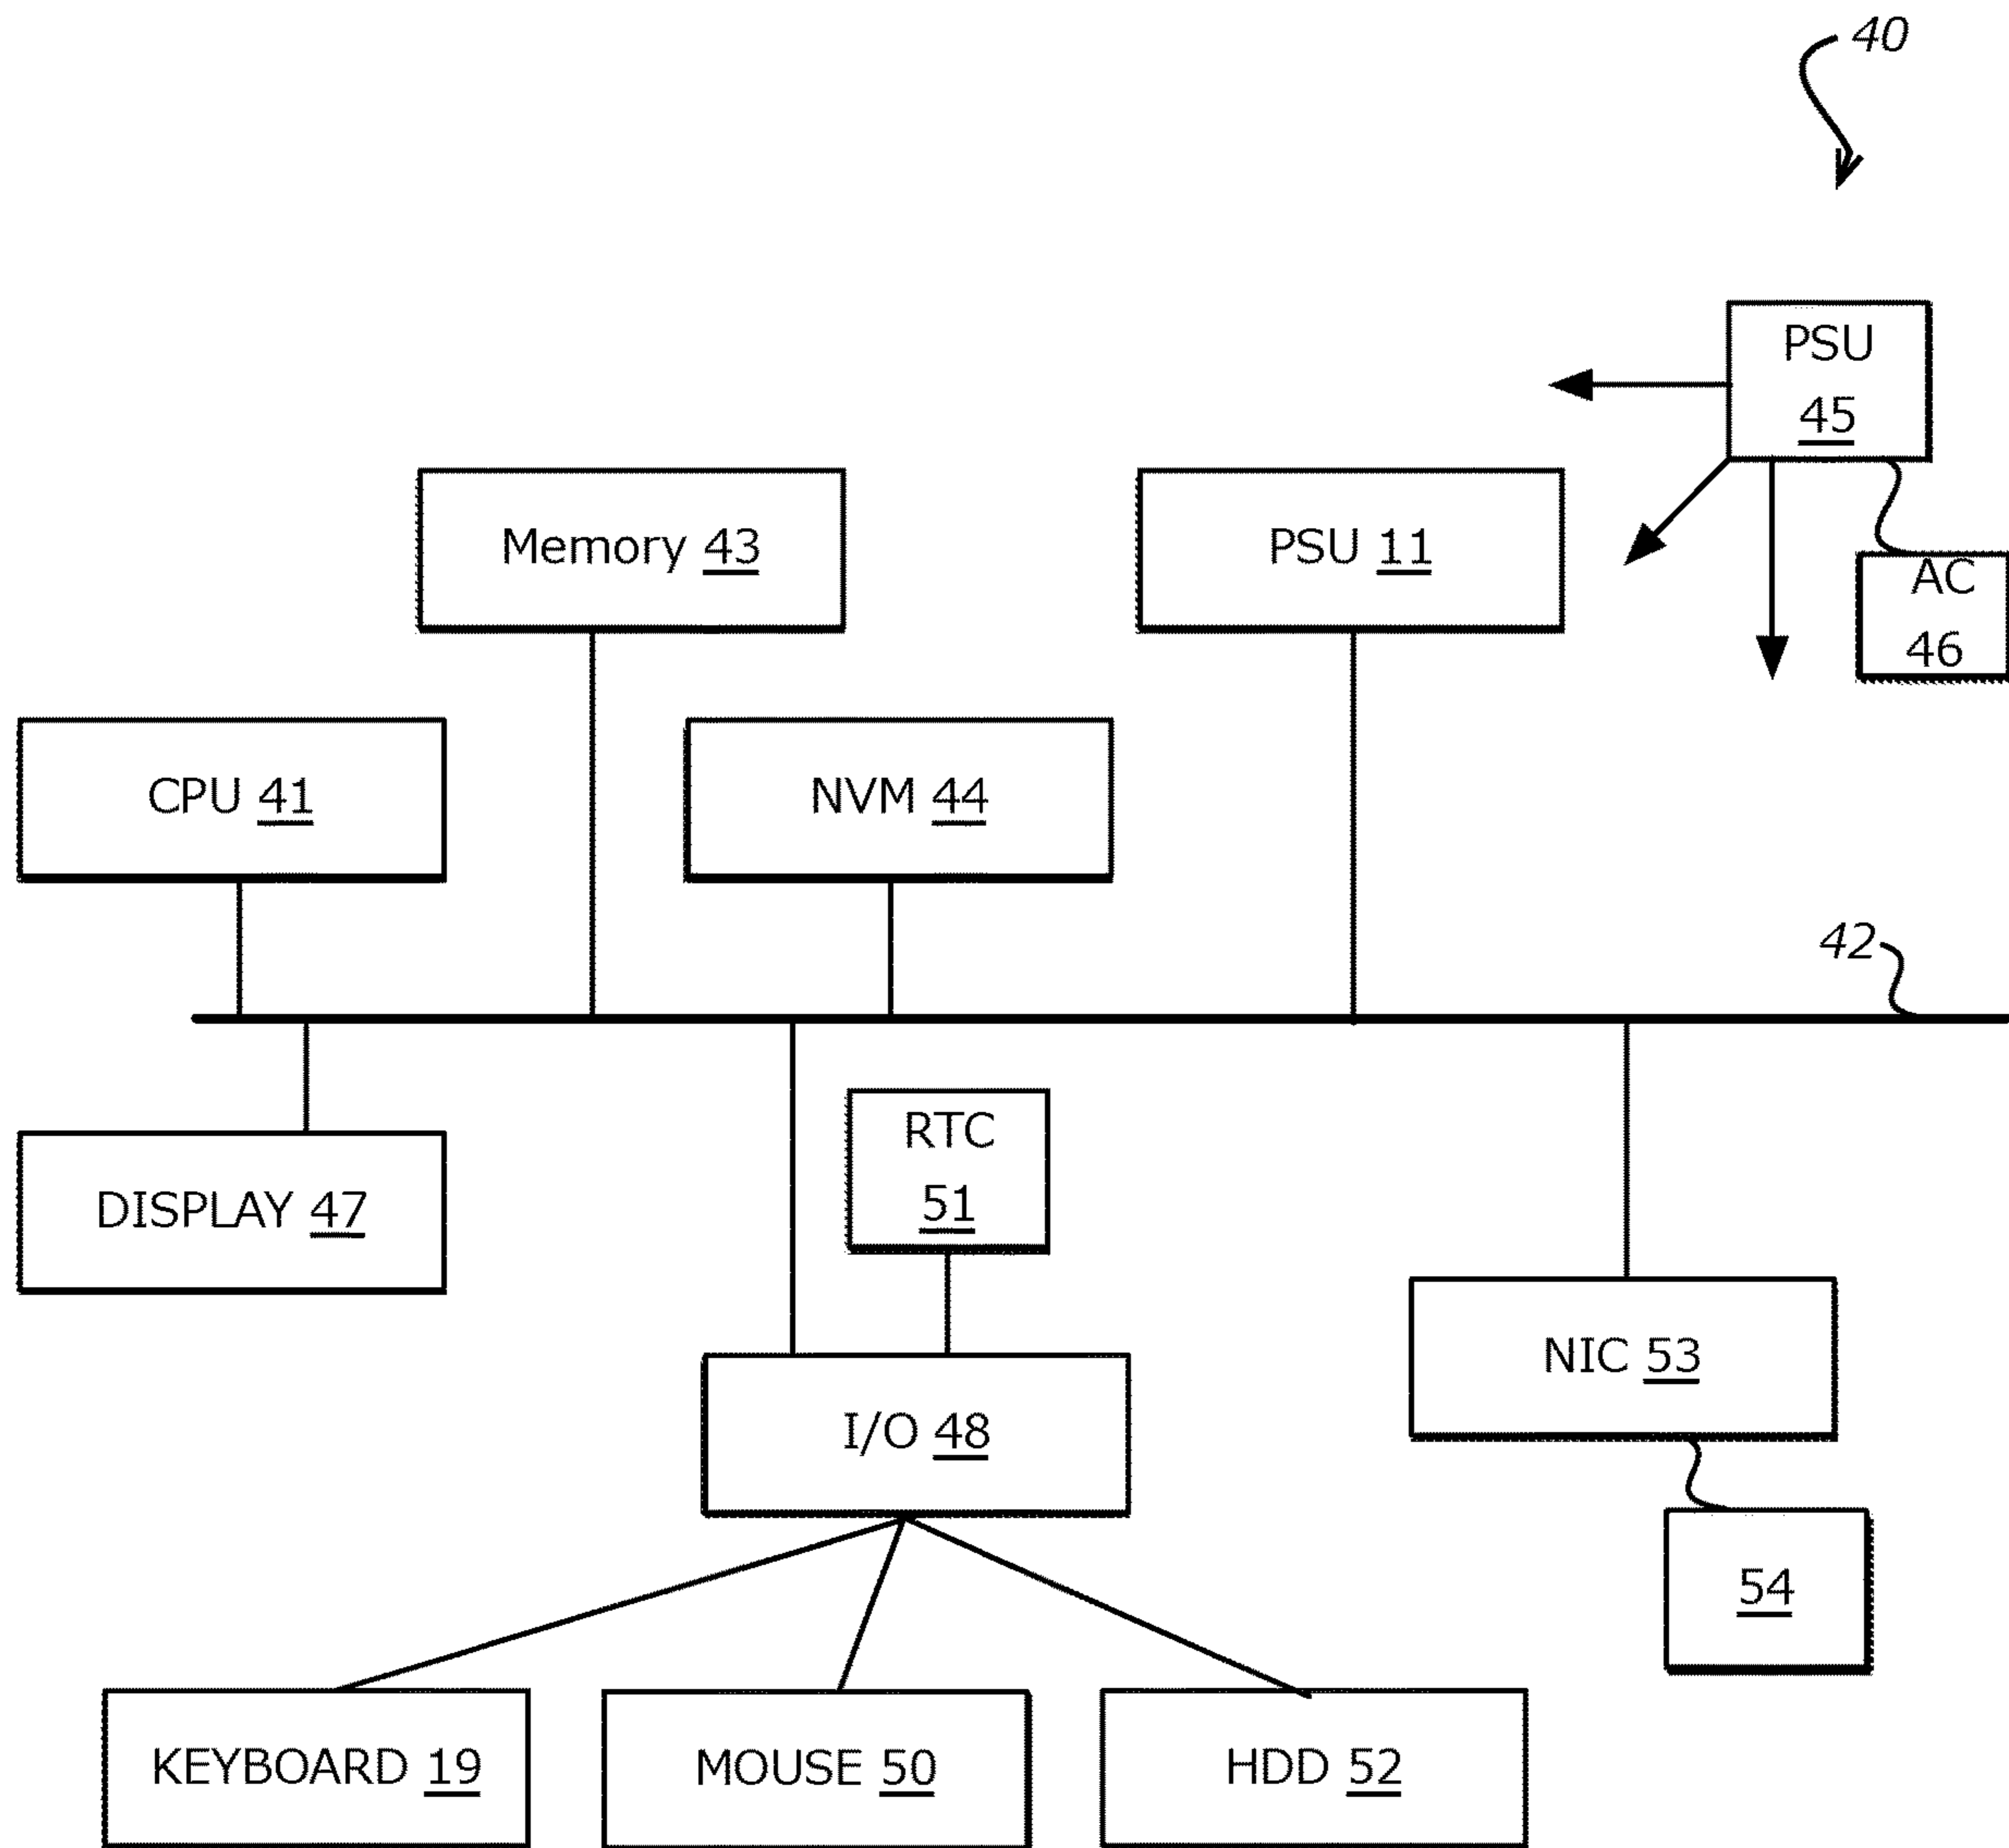 40
PSU
45
Memory 43
PSU 11
AC
46
CPU 41
NVM 44
42
RTC
51
DISPLAY 47
NIC 53
I/O 48
54
KEYBOARD 19
MOUSE 50
HDD 52